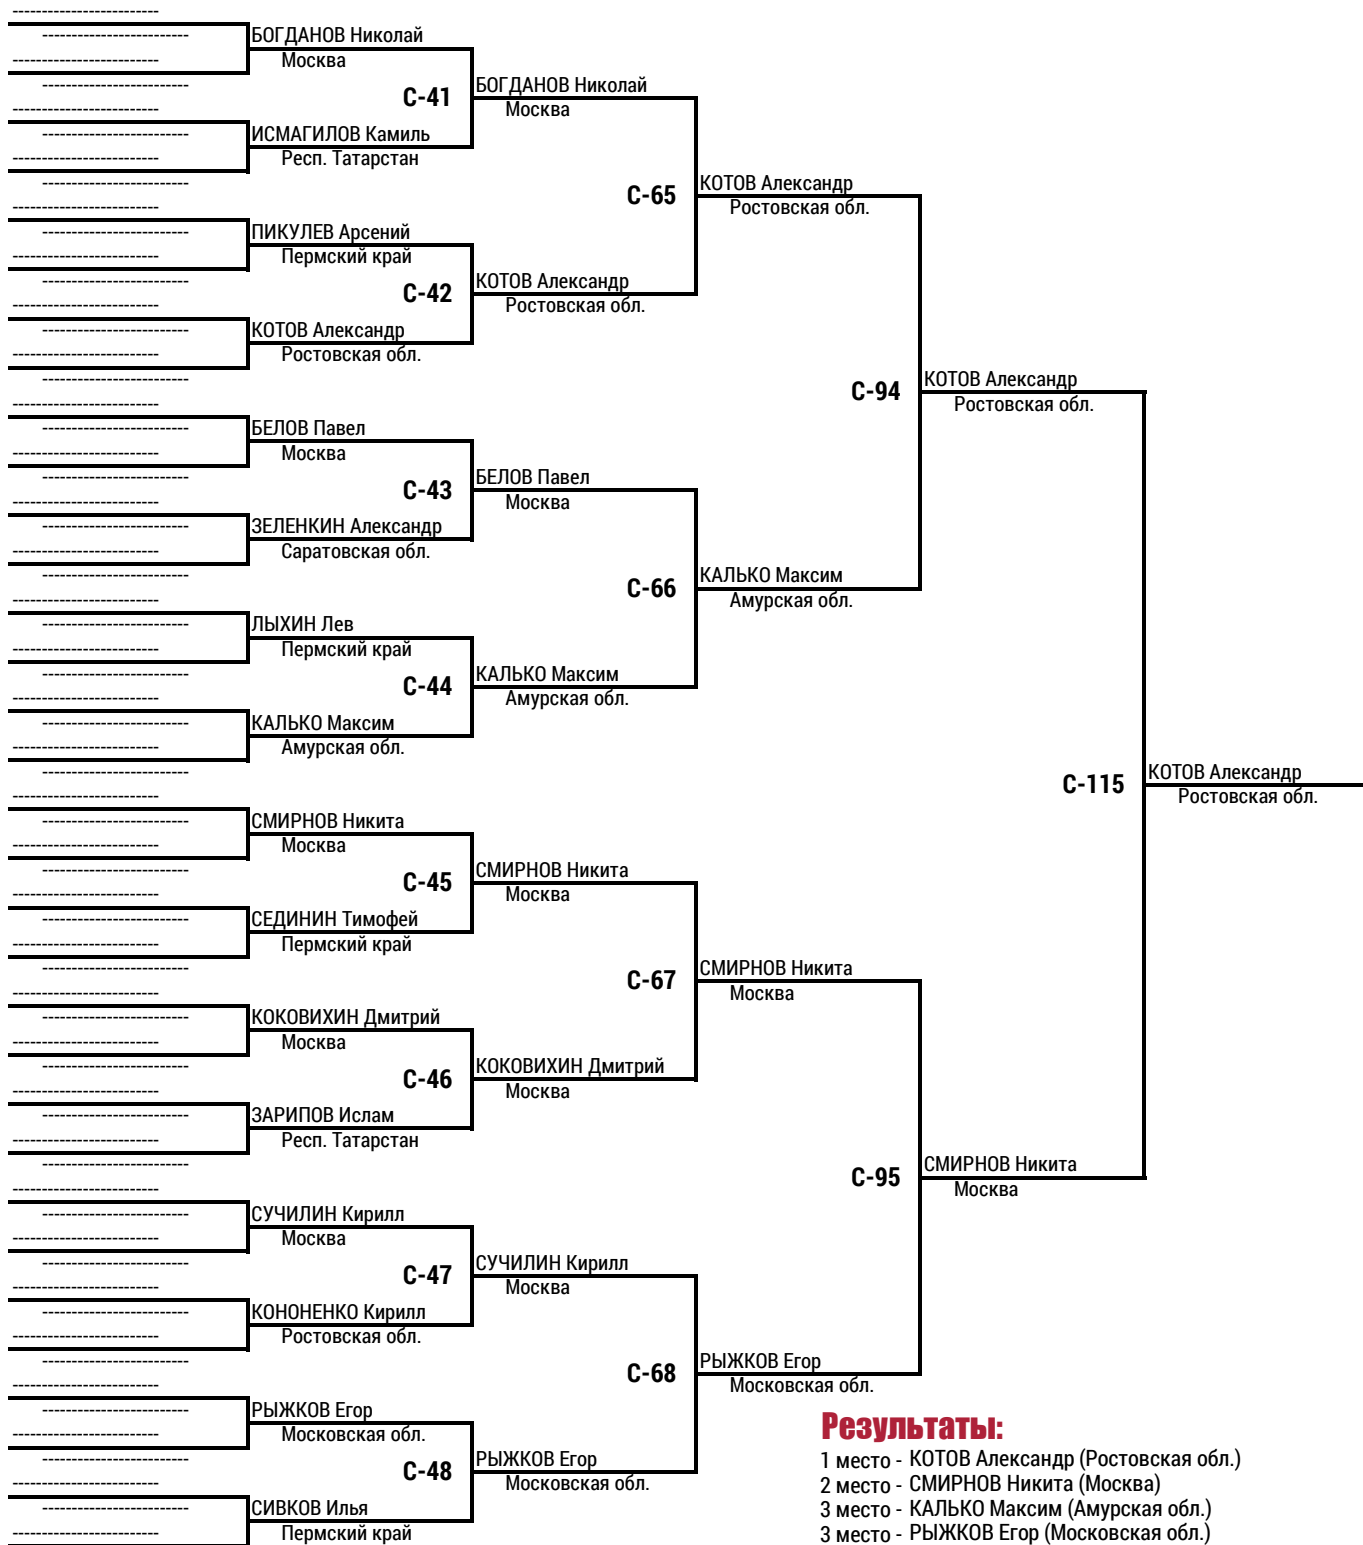 БОГДАНОВ Николай
Москва
С-41
БОГДАНОВ Николай
Москва
ИСМАГИЛОВ Камиль
Респ. Татарстан
С-65
КОТОВ Александр
Ростовская обл.
ПИКУЛЕВ Арсений
Пермский край
С-42
КОТОВ Александр
Ростовская обл.
КОТОВ Александр
Ростовская обл.
С-94
КОТОВ Александр
Ростовская обл.
БЕЛОВ Павел
Москва
С-43
БЕЛОВ Павел
Москва
ЗЕЛЕНКИН Александр
Саратовская обл.
С-66
КАЛЬКО Максим
Амурская обл.
ЛЫХИН Лев
Пермский край
С-44
КАЛЬКО Максим
Амурская обл.
КАЛЬКО Максим
Амурская обл.
С-115
КОТОВ Александр
Ростовская обл.
СМИРНОВ Никита
Москва
С-45
СМИРНОВ Никита
Москва
СЕДИНИН Тимофей
Пермский край
С-67
СМИРНОВ Никита
Москва
КОКОВИХИН Дмитрий
Москва
С-46
КОКОВИХИН Дмитрий
Москва
ЗАРИПОВ Ислам
Респ. Татарстан
С-95
СМИРНОВ Никита
Москва
СУЧИЛИН Кирилл
Москва
С-47
СУЧИЛИН Кирилл
Москва
КОНОНЕНКО Кирилл
Ростовская обл.
С-68
РЫЖКОВ Егор
Московская обл.
РЫЖКОВ Егор
Московская обл.
С-48
РЫЖКОВ Егор
Московская обл.
СИВКОВ Илья
Пермский край
Результаты:
1 место - КОТОВ Александр (Ростовская обл.)
2 место - СМИРНОВ Никита (Москва)
3 место - КАЛЬКО Максим (Амурская обл.)
3 место - РЫЖКОВ Егор (Московская обл.)